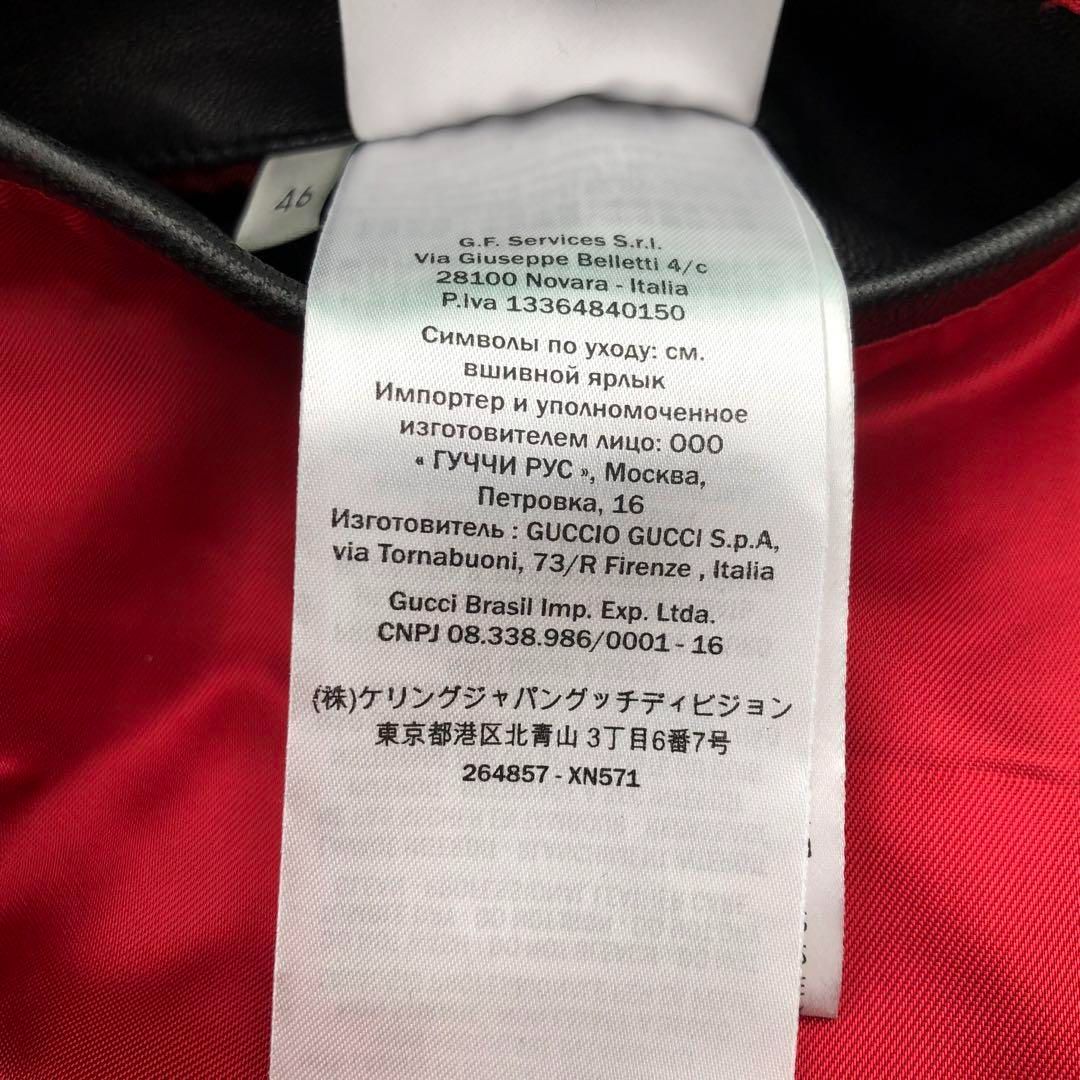 46
G.F. Services S.r.l.
Via Giuseppe Belletti 4/c
28100 Novara - Italia
P.Iva 13364840150
Символы по уходу: см.
вшивной ярлык
Импортер и уполномоченное
изготовителем лицо: ООО
« ГУЧЧИ РУС », Москва,
Петровка, 16
Изготовитель : GUCCIO GUCCI S.p.A,
via Tornabuoni, 73/R Firenze , Italia
Gucci Brasil Imp. Exp. Ltda.
CNPJ 08.338.986/0001 - 16
(株)ケリングジャパングッチディビジョン
東京都港区北青山 3丁目6番7号
264857 - XN571